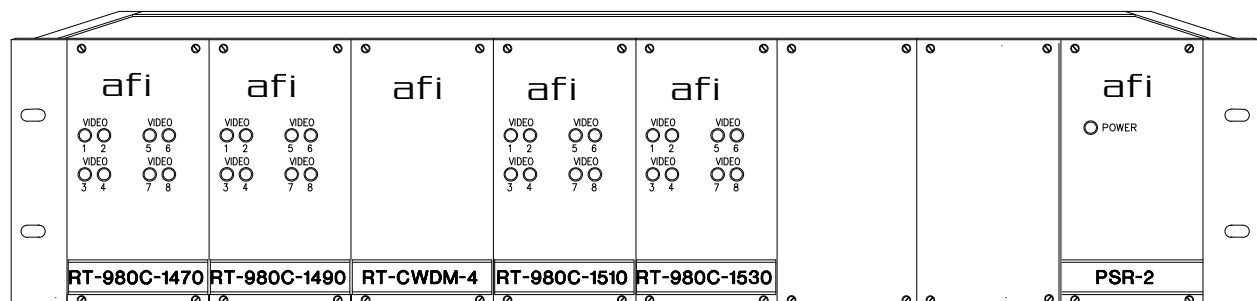 afi afi afi afi afi afi
VIDEO VIDEO VIDEO VIDEO VIDEO VIDEO VIDEO VIDEO
1 2 5 6 1 2 5 6 1 2 5 6 1 2 5 6
POWER
VIDEO VIDEO VIDEO VIDEO VIDEO VIDEO VIDEO VIDEO
3 4 7 8 3 4 7 8 3 4 7 8 3 4 7 8
RT-980C-1470 RT-980C-1490 RT-CWDM-4 RT-980C-1510 RT-980C-1530 PSR-2